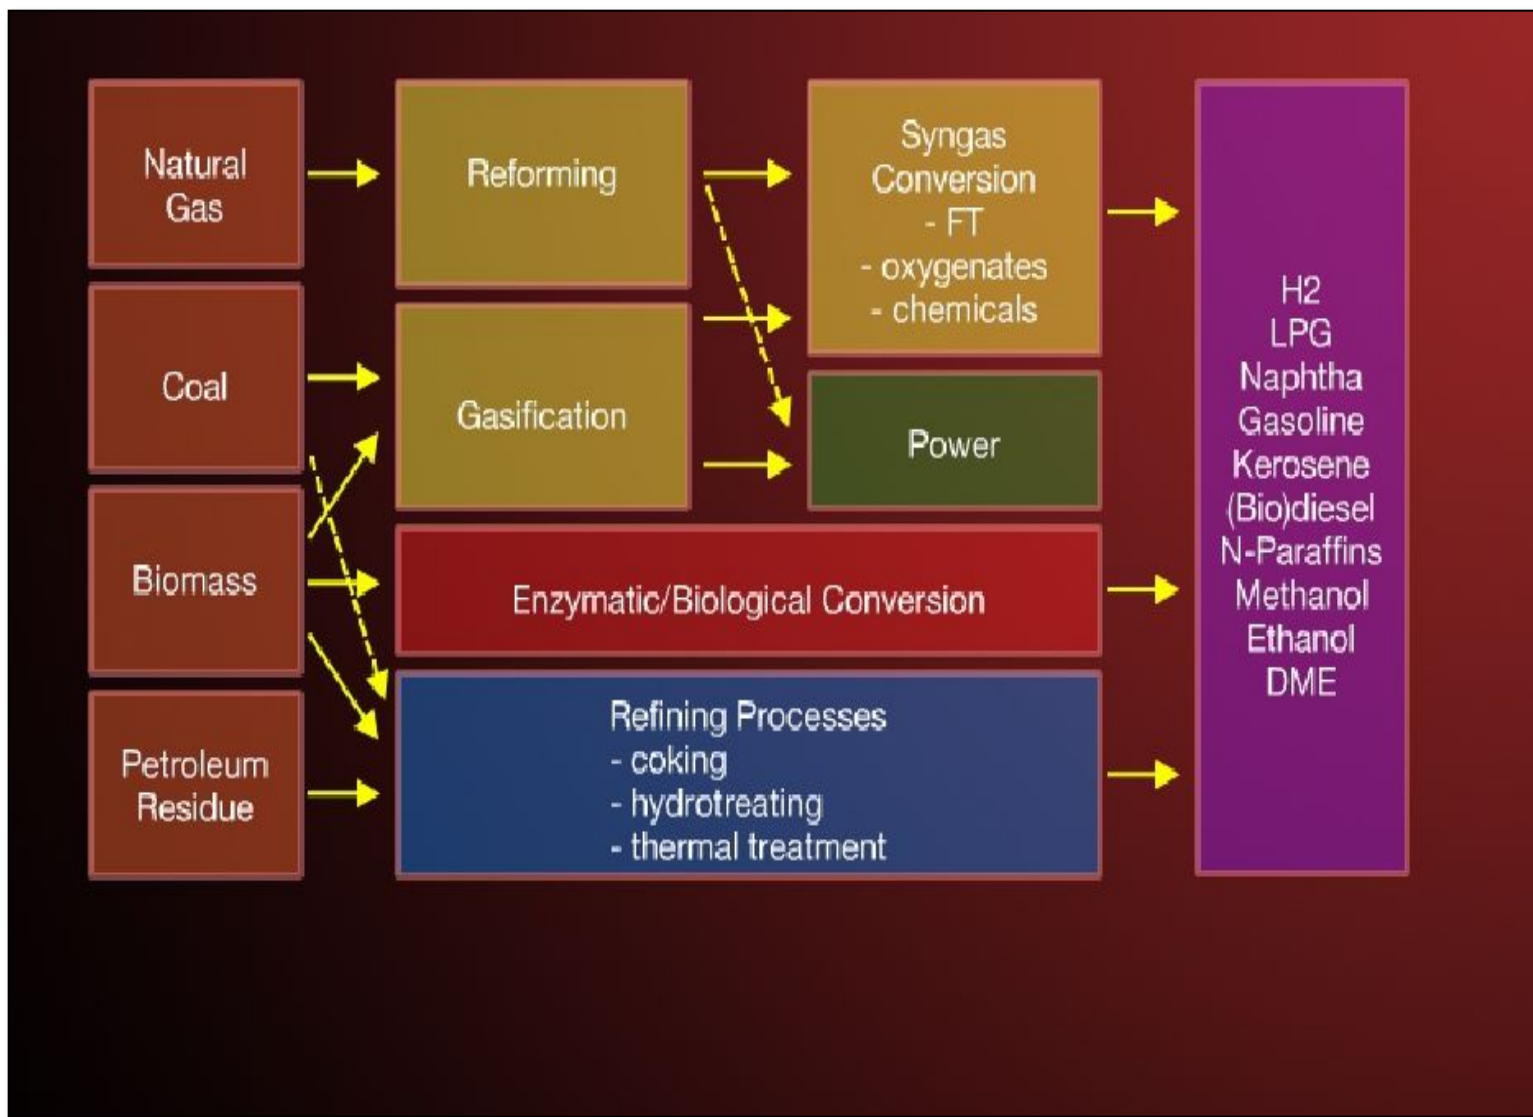 Natural
Gas
Coal
Biomass
Petroleum
Residue
Reforming
Gasification
Syngas
Conversion
- FT
- oxygenates
- chemicals
Power
Enzymatic/Biological Conversion
Refining Processes
- coking
- hydrotreating
- thermal treatment
H2
LPG
Naphtha
Gasoline
Kerosene
(Bio)diesel
N-Paraffins
Methanol
Ethanol
DME